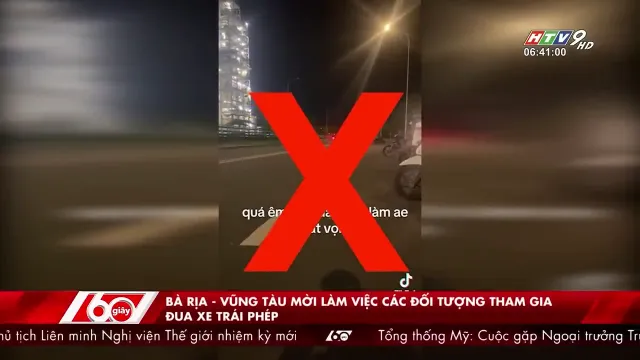 HTV9 HD
06:41:00
quá êm
làm ae
60 giây
BÀ RỊA - VŨNG TÀU MỜI LÀM VIỆC CÁC ĐỐI TƯỢNG THAM GIA
ĐUA XE TRÁI PHÉP
tịch Liên minh Nghị viện Thế giới nhiệm kỳ mới 60 Tổng thống Mỹ: Cuộc gặp Ngoại trưởng